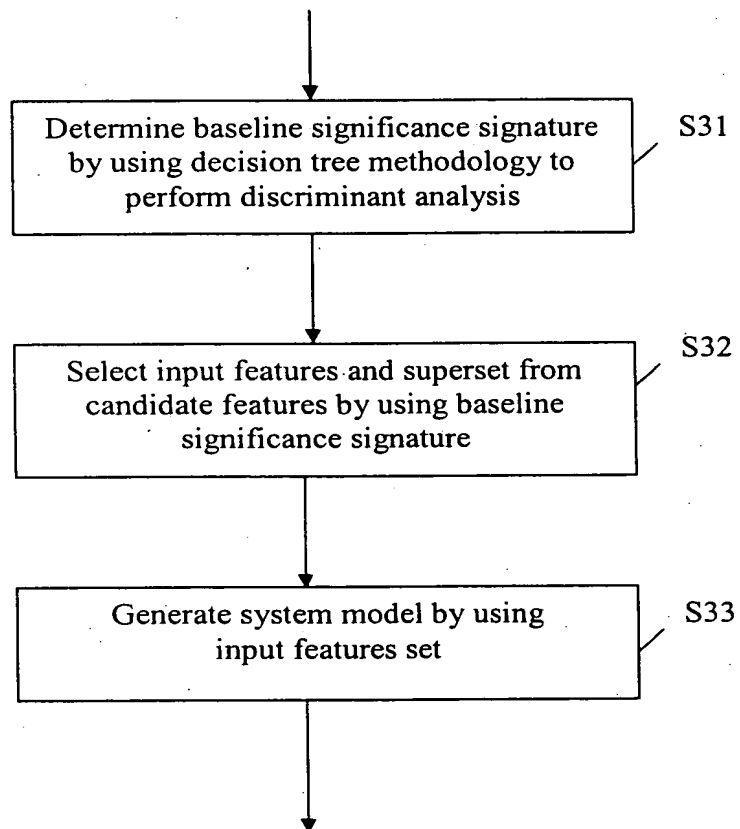 Determine baseline significance signature
by using decision tree methodology to
perform discriminant analysis
S31
Select input features and superset from
candidate features by using baseline
significance signature
S32
Generate system model by using
input features set
S33